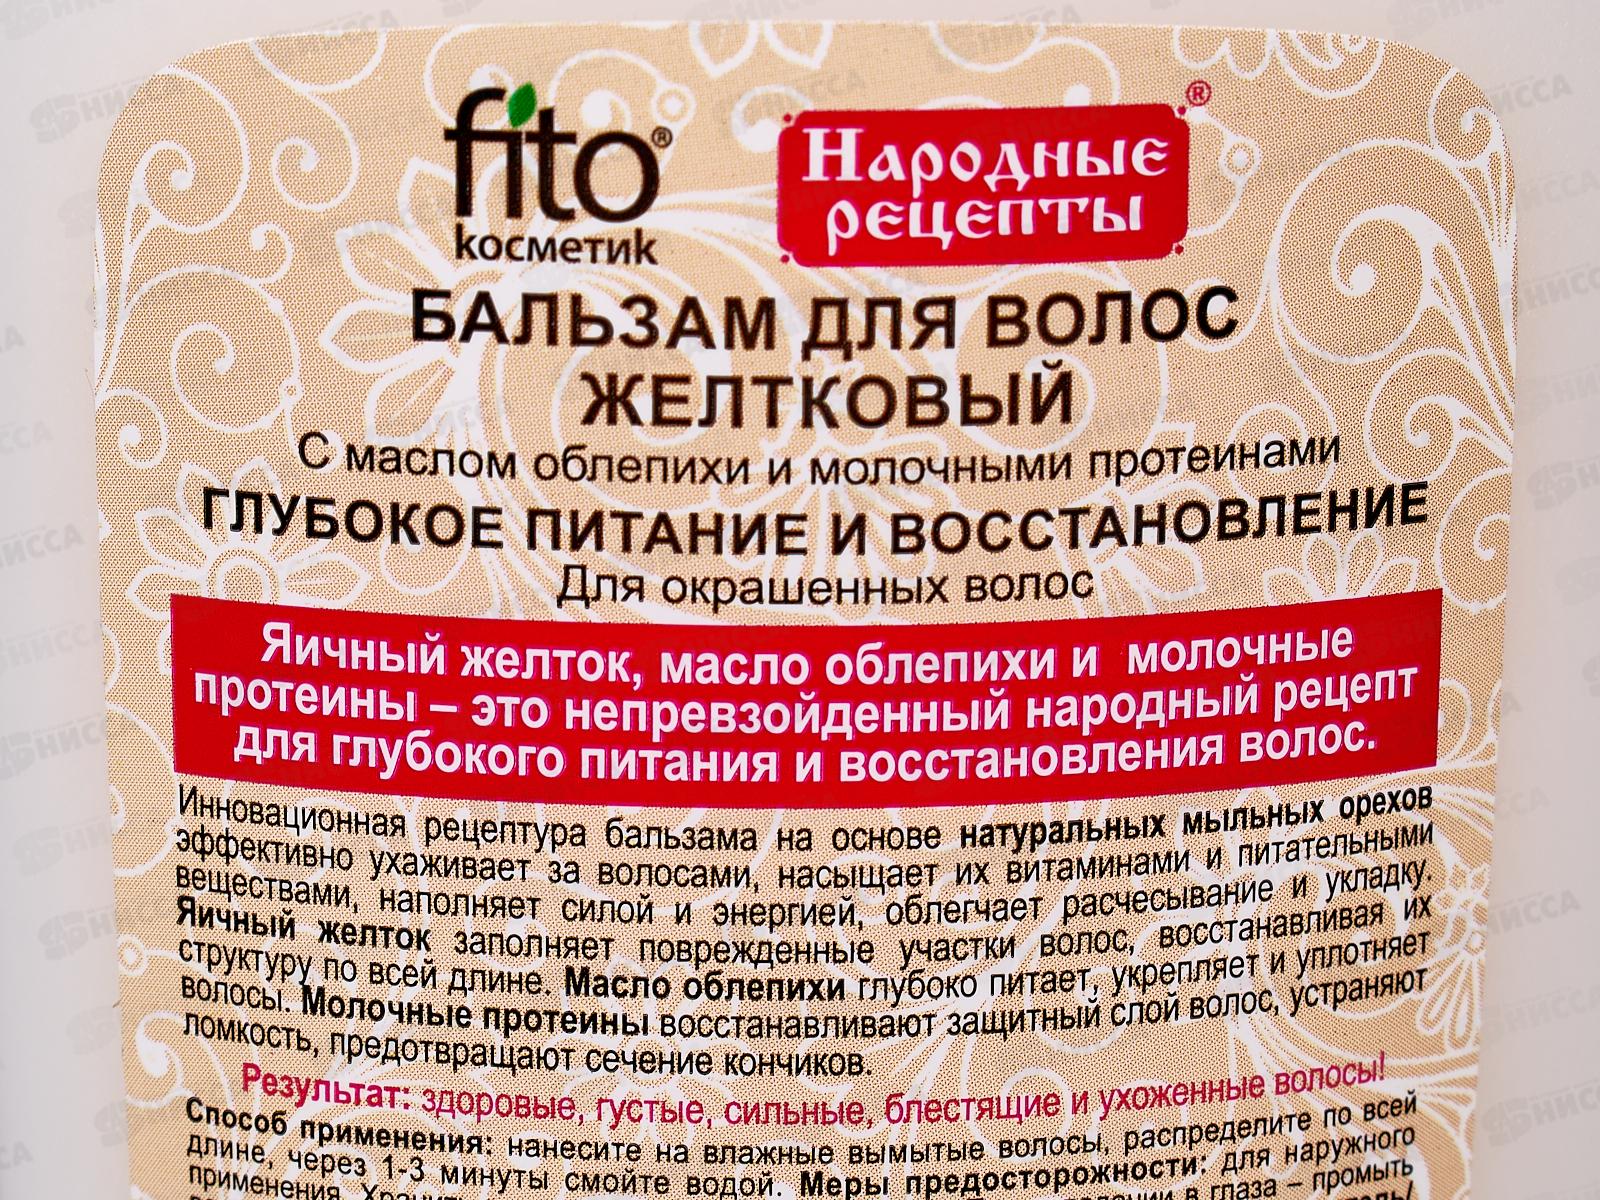 fito®
косметик
Народные®
рецепты
БАЛЬЗАМ ДЛЯ ВОЛОС
ЖЕЛТКОВЫЙ
С маслом облепихи и молочными протеинами
ГЛУБОКОЕ ПИТАНИЕ И ВОССТАНОВЛЕНИЕ
Для окрашенных волос
Яичный желток, масло облепихи и молочные
протеины – это непревзойденный народный рецепт
для глубокого питания и восстановления волос.
Инновационная рецептура бальзама на основе натуральных мыльных орехов
эффективно ухаживает за волосами, насыщает их витаминами и питательными
веществами, наполняет силой и энергией, облегчает расчесывание и укладку.
Яичный желток заполняет поврежденные участки волос, восстанавливая их
структуру по всей длине. Масло облепихи глубоко питает, укрепляет и уплотняет
волосы. Молочные протеины восстанавливают защитный слой волос, устраняют
ломкость, предотвращают сечение кончиков.
Результат: здоровые, густые, сильные, блестящие и ухоженные волосы!
Способ применения: нанесите на влажные вымытые волосы, распределите по всей
длине, через 1-3 минуты смойте водой. Меры предосторожности: для наружного
применения. в глаза – промыть